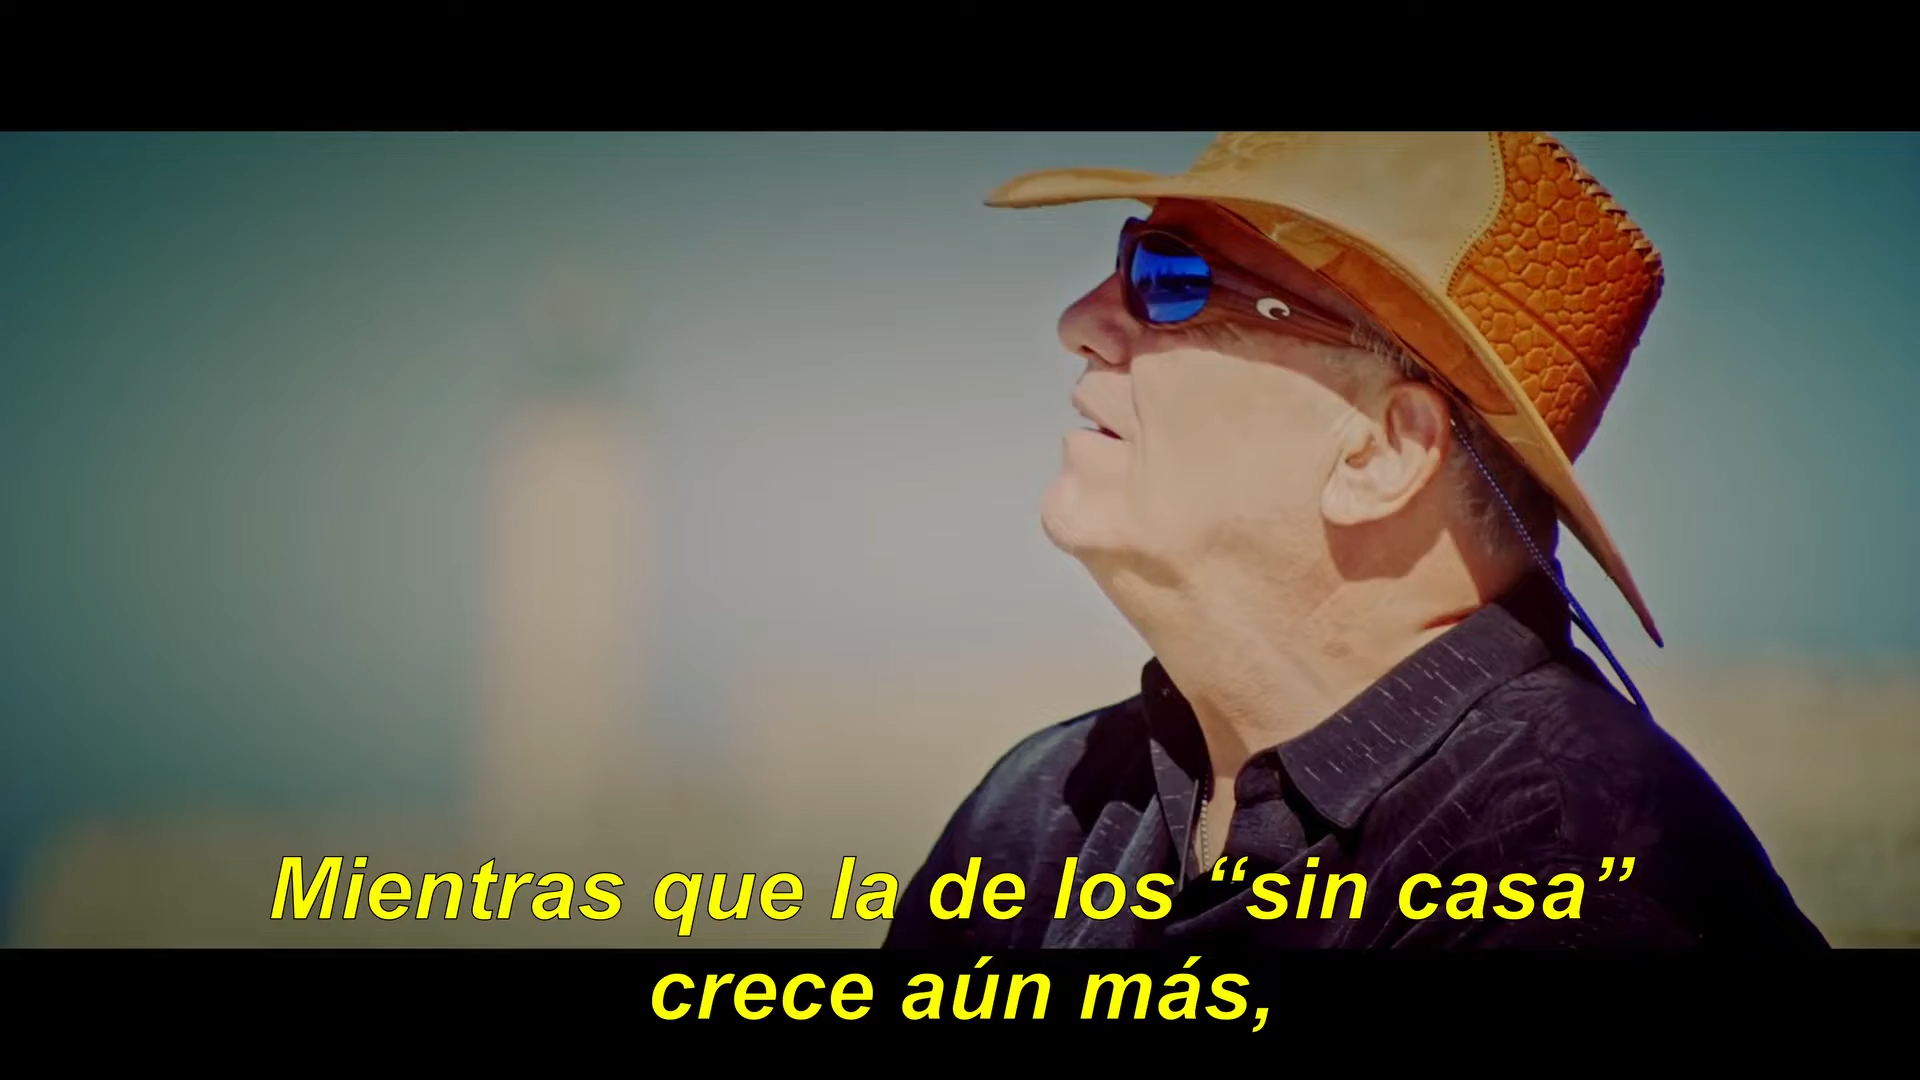 Mientras que la de los “sin casa”
crece aún más,